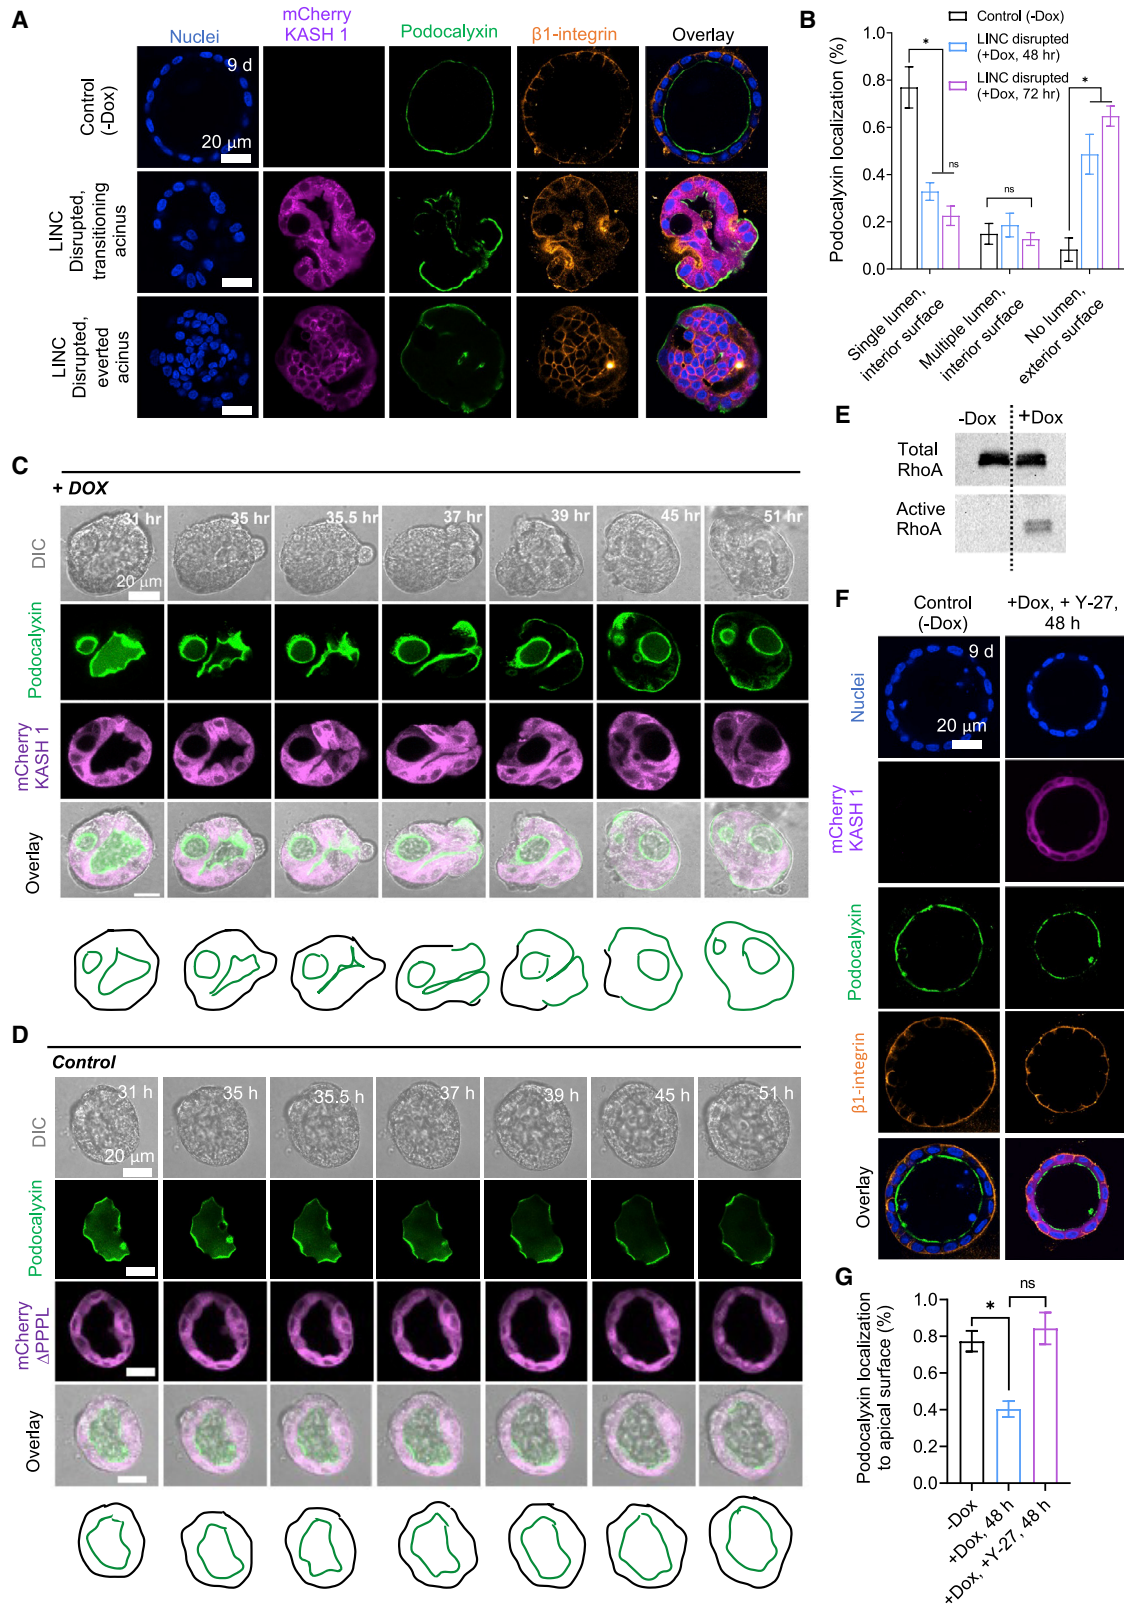 A
Nuclei
mCherry
KASH 1
Podocalyxin
β1-integrin
Overlay
Control
(-Dox)
9 d
20 μm
LINC
Disrupted,
transitioning
acinus
LINC
Disrupted,
everted
acinus
B
Control (-Dox)
LINC disrupted
(+Dox, 48 hr)
LINC disrupted
(+Dox, 72 hr)
Podocalyxin localization (%)
1.0
0.8
0.6
0.4
0.2
0.0
*
ns
ns
*
Single lumen,
interior surface
Multiple lumen,
interior surface
No lumen,
exterior surface
C
+ DOX
31 hr
35 hr
35.5 hr
37 hr
39 hr
45 hr
51 hr
20 μm
DIC
Podocalyxin
mCherry
KASH 1
Overlay
D
Control
31 h
35 h
35.5 h
37 h
39 h
45 h
51 h
20 μm
DIC
Podocalyxin
mCherry
ΔPPPL
Overlay
E
-Dox
+Dox
Total
RhoA
Active
RhoA
F
Control
(-Dox)
+Dox, + Y-27,
48 h
9 d
20 μm
Nuclei
mCherry
KASH 1
Podocalyxin
β1-integrin
Overlay
G
Podocalyxin localization
to apical surface (%)
0.8
0.6
0.4
0.2
0.0
*
ns
-Dox
+Dox, 48 h
+Dox, +Y-27, 48 h